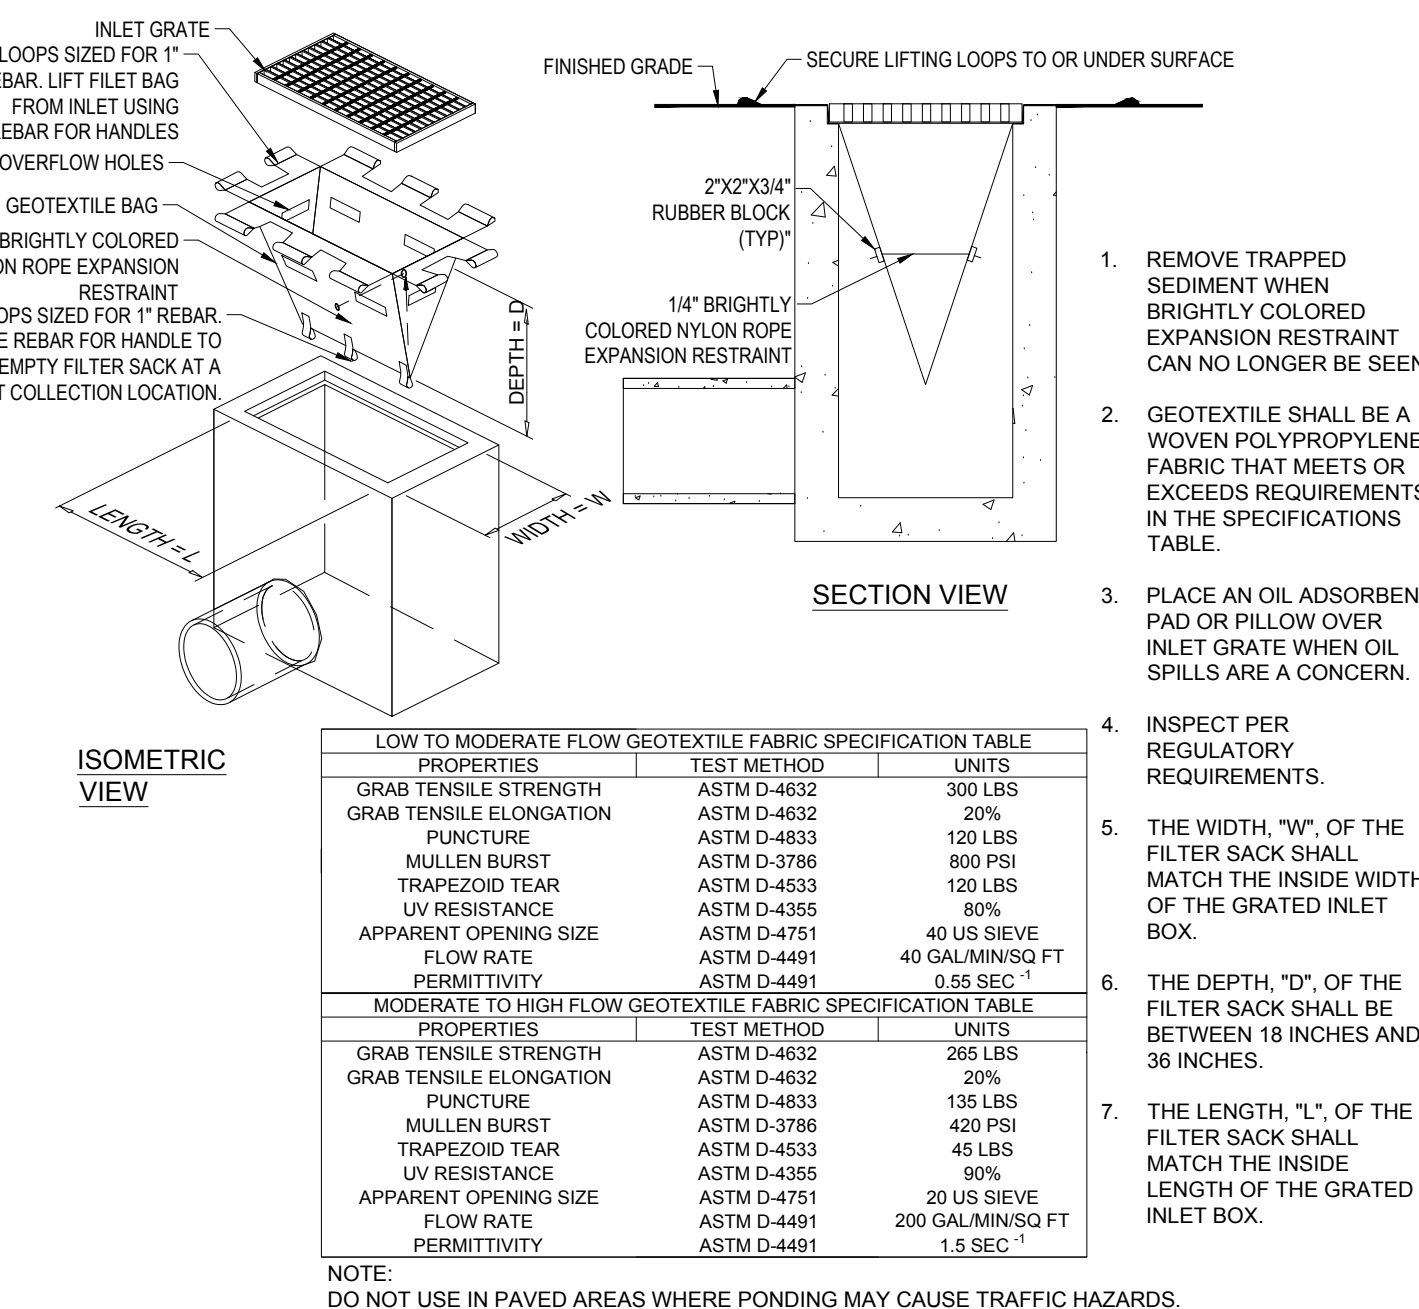 INLET GRATE
LOOPS SIZED FOR 1"
EBAR. LIFT FILET BAG
FROM INLET USING
EBAR FOR HANDLES
OVERFLOW HOLES
GEOTEXTILE BAG
BRIGHTLY COLORED
ON ROPE EXPANSION
RESTRAINT
OPS SIZED FOR 1" REBAR.
E REBAR FOR HANDLE TO
EMPTY FILTER SACK AT A
T COLLECTION LOCATION.
DEPTH = D
LENGTH = L
WIDTH = W
ISOMETRIC
VIEW
FINISHED GRADE
SECURE LIFTING LOOPS TO OR UNDER SURFACE
2"X2"X3/4"
RUBBER BLOCK
(TYP)"
1/4" BRIGHTLY
COLORED NYLON ROPE
EXPANSION RESTRAINT
SECTION VIEW
1. REMOVE TRAPPED
SEDIMENT WHEN
BRIGHTLY COLORED
EXPANSION RESTRAINT
CAN NO LONGER BE SEEN
2. GEOTEXTILE SHALL BE A
WOVEN POLYPROPYLENE
FABRIC THAT MEETS OR
EXCEEDS REQUIREMENTS
IN THE SPECIFICATIONS
TABLE.
3. PLACE AN OIL ADSORBEN
PAD OR PILLOW OVER
INLET GRATE WHEN OIL
SPILLS ARE A CONCERN.
4. INSPECT PER
REGULATORY
REQUIREMENTS.
5. THE WIDTH, "W", OF THE
FILTER SACK SHALL
MATCH THE INSIDE WIDTH
OF THE GRATED INLET
BOX.
6. THE DEPTH, "D", OF THE
FILTER SACK SHALL BE
BETWEEN 18 INCHES AND
36 INCHES.
7. THE LENGTH, "L", OF THE
FILTER SACK SHALL
MATCH THE INSIDE
LENGTH OF THE GRATED
INLET BOX.
LOW TO MODERATE FLOW GEOTEXTILE FABRIC SPECIFICATION TABLE
PROPERTIES TEST METHOD UNITS
GRAB TENSILE STRENGTH ASTM D-4632 300 LBS
GRAB TENSILE ELONGATION ASTM D-4632 20%
PUNCTURE ASTM D-4833 120 LBS
MULLEN BURST ASTM D-3786 800 PSI
TRAPEZOID TEAR ASTM D-4533 120 LBS
UV RESISTANCE ASTM D-4355 80%
APPARENT OPENING SIZE ASTM D-4751 40 US SIEVE
FLOW RATE ASTM D-4491 40 GAL/MIN/SQ FT
PERMITTIVITY ASTM D-4491 0.55 SEC -1
MODERATE TO HIGH FLOW GEOTEXTILE FABRIC SPECIFICATION TABLE
PROPERTIES TEST METHOD UNITS
GRAB TENSILE STRENGTH ASTM D-4632 265 LBS
GRAB TENSILE ELONGATION ASTM D-4632 20%
PUNCTURE ASTM D-4833 135 LBS
MULLEN BURST ASTM D-3786 420 PSI
TRAPEZOID TEAR ASTM D-4533 45 LBS
UV RESISTANCE ASTM D-4355 90%
APPARENT OPENING SIZE ASTM D-4751 20 US SIEVE
FLOW RATE ASTM D-4491 200 GAL/MIN/SQ FT
PERMITTIVITY ASTM D-4491 1.5 SEC -1
NOTE:
DO NOT USE IN PAVED AREAS WHERE PONDING MAY CAUSE TRAFFIC HAZARDS.